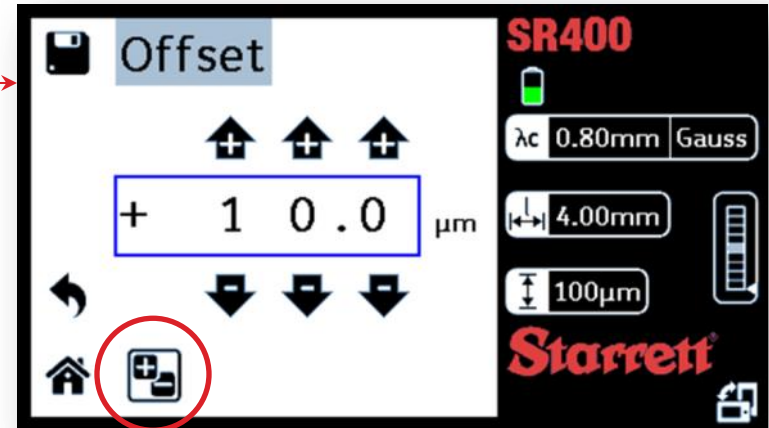 Offset
+ 1 0 . 0 µm
SR400
λc 0.80mm Gauss
l 4.00mm
100µm
Starrett